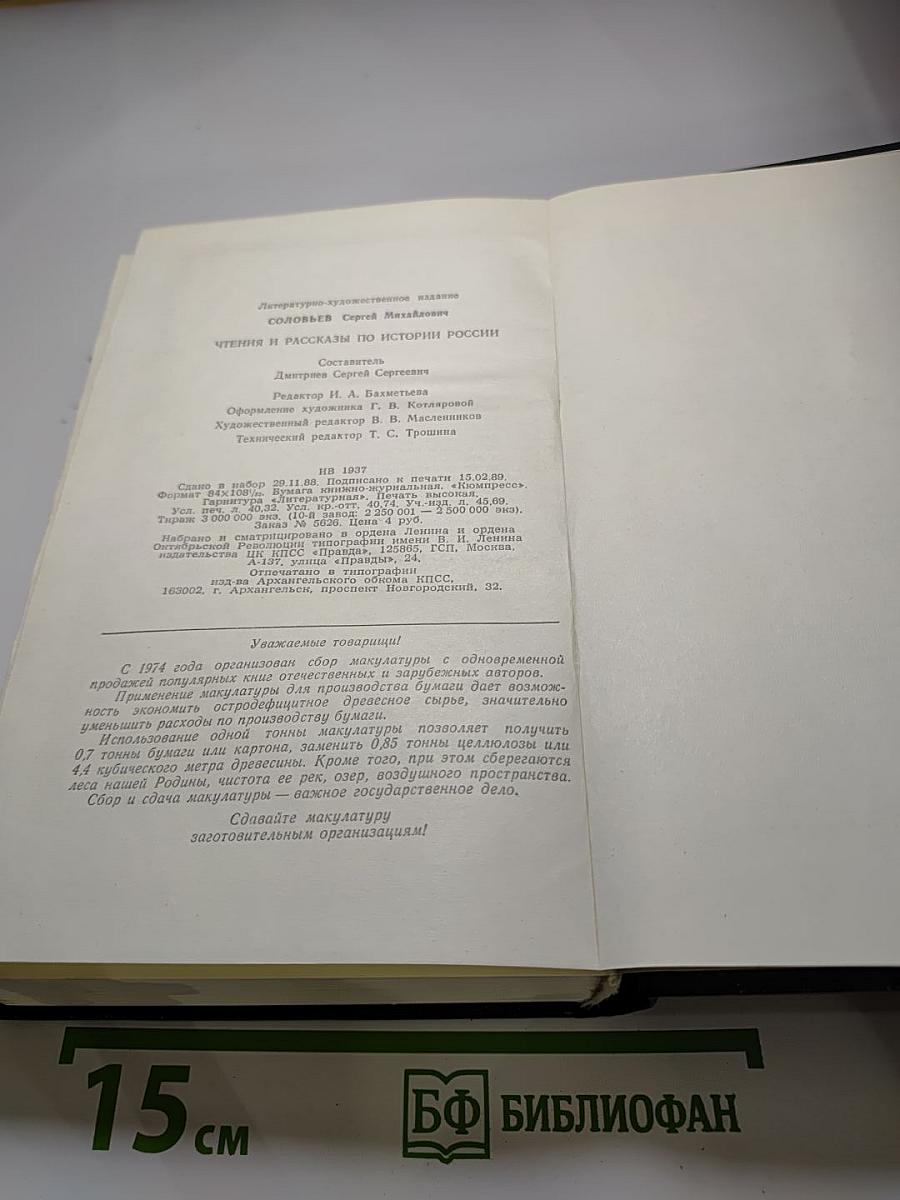 Литературно-художественное издание
СОЛОВЬЕВ Сергей Михайлович
ЧТЕНИЯ И РАССКАЗЫ ПО ИСТОРИИ РОССИИ
Составитель
Дмитриев Сергей Сергеевич
Редактор И. А. Бахметьева
Оформление художника Г. В. Котляровой
Художественный редактор В. В. Масленников
Технический редактор Т. С. Трошина
ИВ 1937
Сдано в набор 29.11.88. Подписано к печати 15.02.89.
Формат 84×108¹/₃₂. Бумага книжно-журнальная. «Кюмпресс».
Гарнитура «Литературная». Печать высокая.
Усл. печ. л. 40,32. Усл. кр.-отт. 40,74. Уч.-изд. л. 45,69.
Тираж 3 000 000 экз. (10-й завод: 2 250 001 — 2 500 000 экз).
Заказ № 5626. Цена 4 руб.
Набрано и сматрицировано в ордена Ленина и ордена
Октябрьской Революции типографии имени В. И. Ленина
издательства ЦК КПСС «Правда», 125865, ГСП, Москва,
А-137, улица «Правды», 24.
Отпечатано в типографии
изд-ва Архангельского обкома КПСС,
163002, г. Архангельск, проспект Новгородский, 32.
Уважаемые товарищи!
С 1974 года организован сбор макулатуры с одновременной
продажей популярных книг отечественных и зарубежных авторов.
Применение макулатуры для производства бумаги дает возмож-
ность экономить остродефицитное древесное сырье, значительно
уменьшить расходы по производству бумаги.
Использование одной тонны макулатуры позволяет получить
0,7 тонны бумаги или картона, заменить 0,85 тонны целлюлозы или
4,4 кубического метра древесины. Кроме того, при этом сберегаются
леса нашей Родины, чистота ее рек, озер, воздушного пространства.
Сбор и сдача макулатуры — важное государственное дело.
Сдавайте макулатуру
заготовительным организациям!
15 см
БФ БИБЛИОФАН